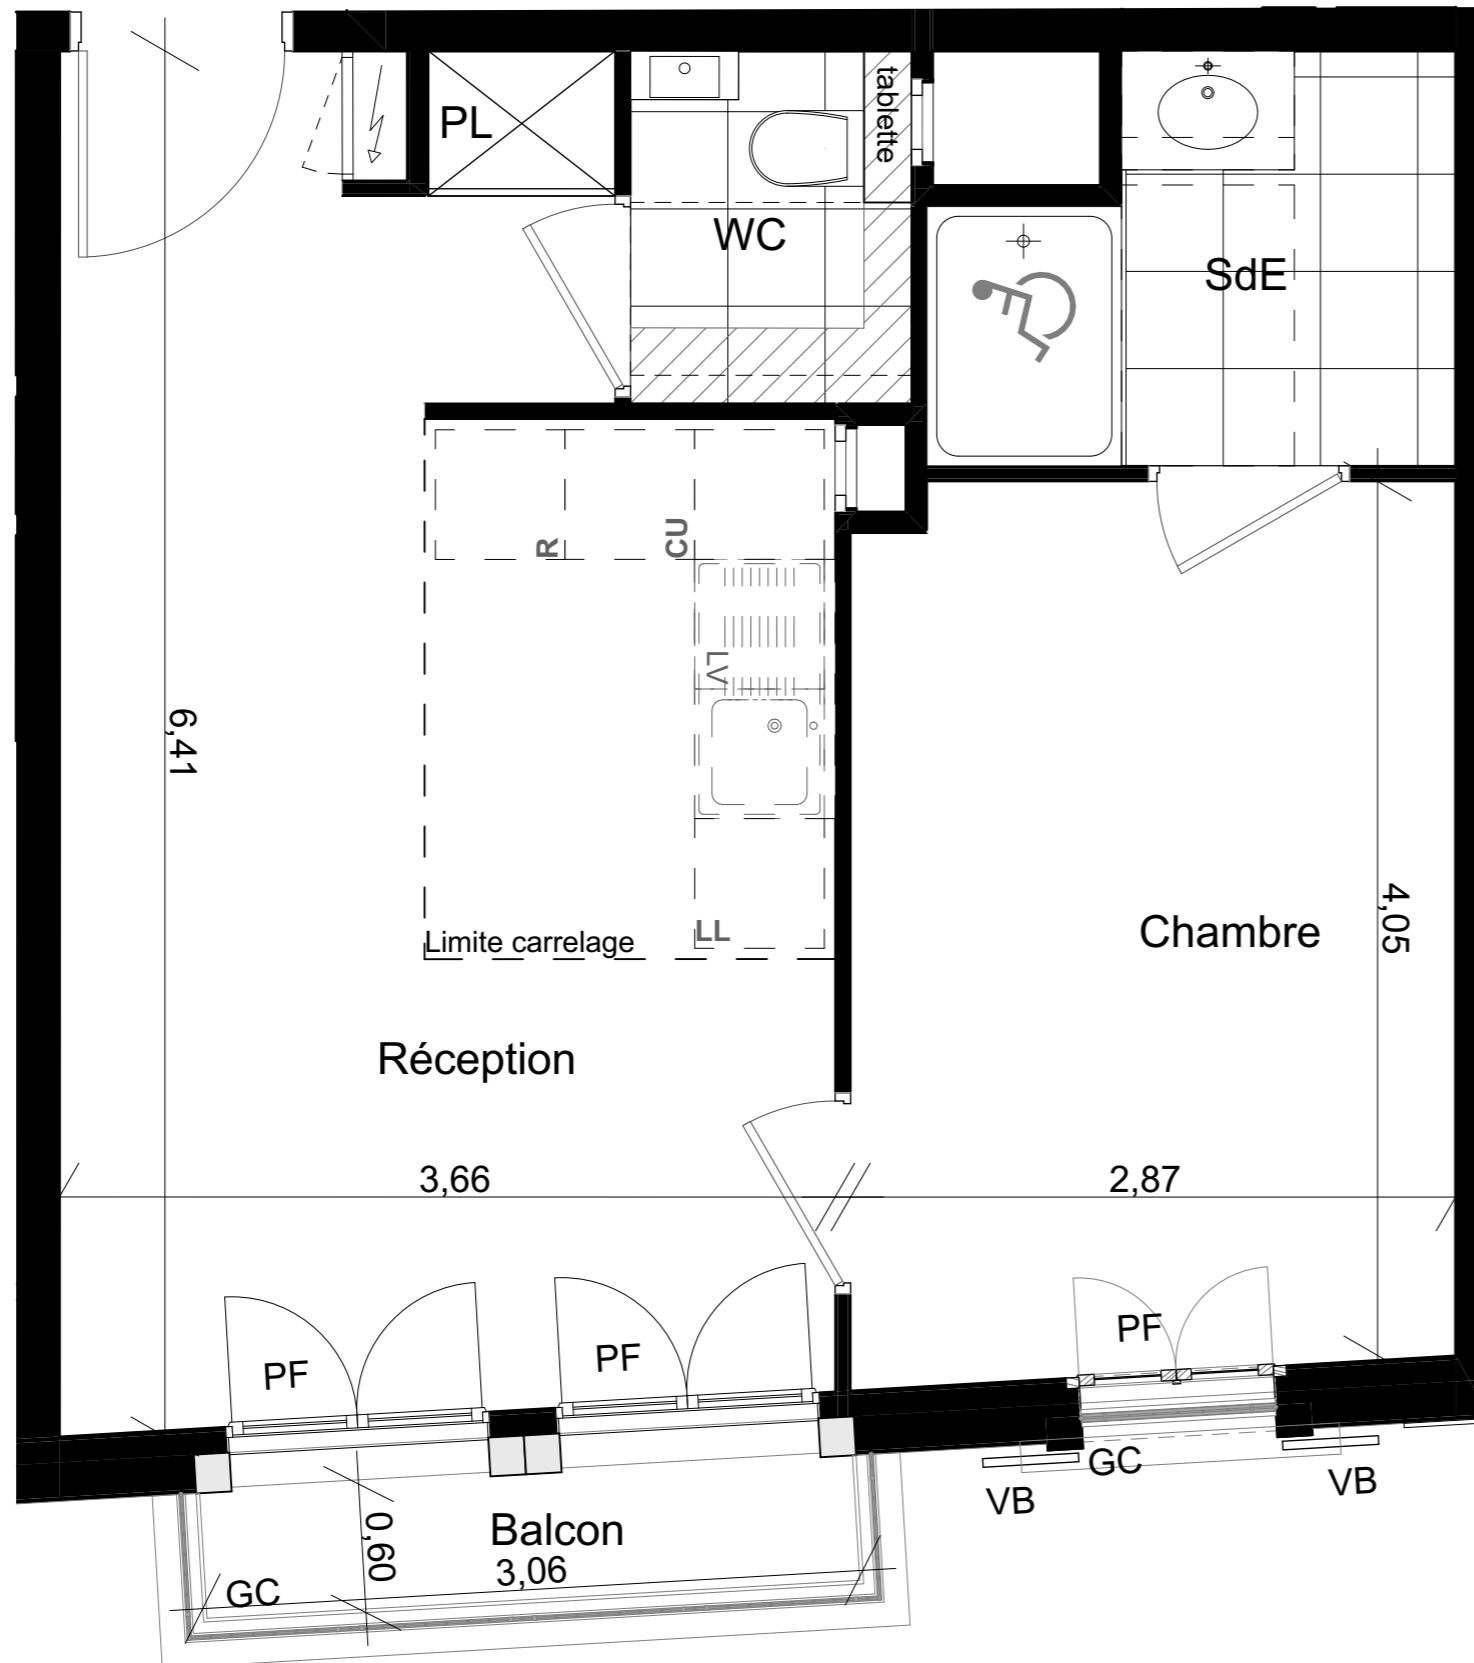 PL
tablette
WC
SdE
R
CU
LV
6,41
4,05
Chambre
LL
Limite carrelage
Réception
3,66
2,87
PF
PF
PF
GC
VB
VB
0,60
Balcon
3,06
GC